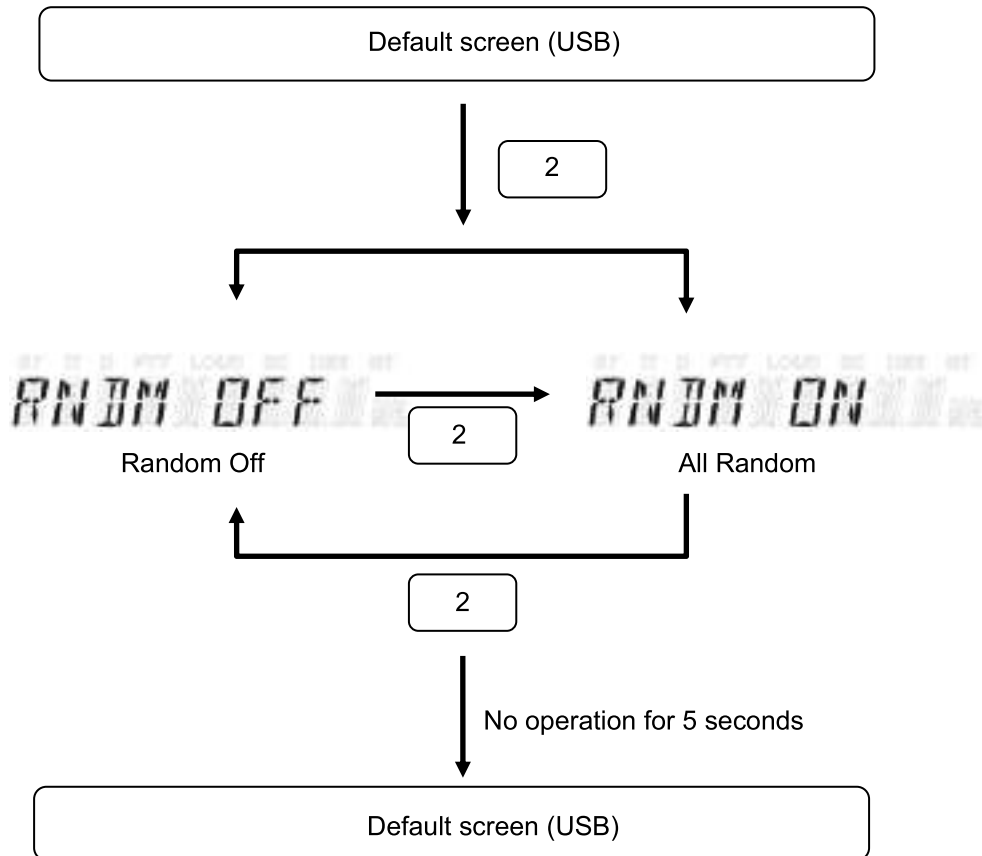 Default screen (USB)
2
RNDM OFF
RNDM ON
2
Random Off
All Random
2
No operation for 5 seconds
Default screen (USB)